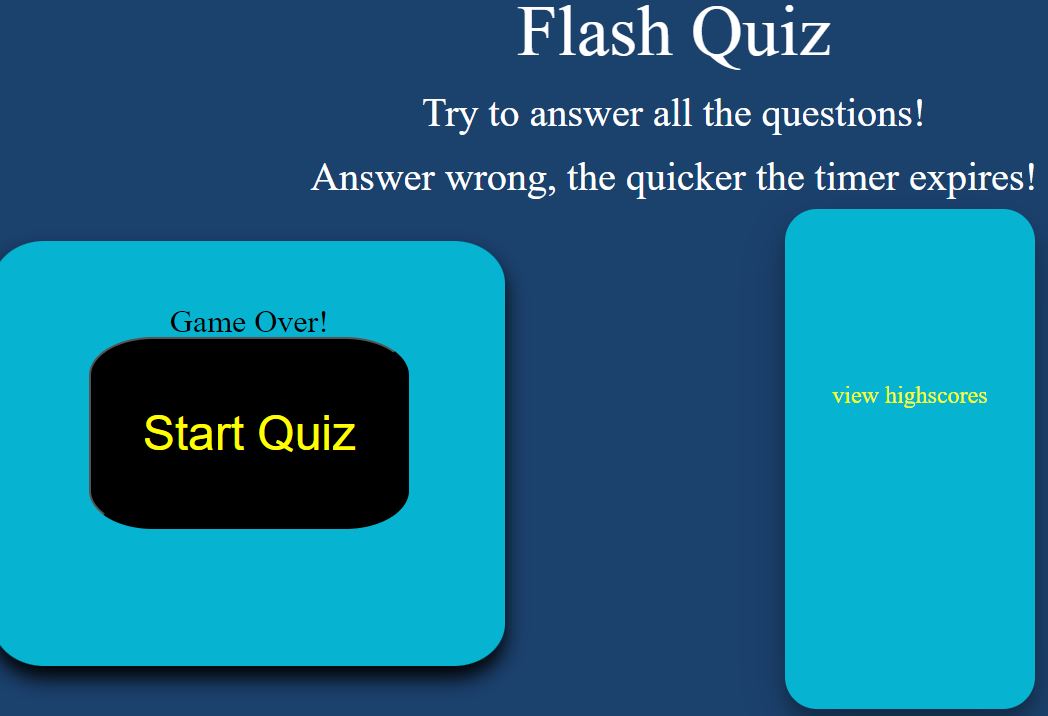 Flash Quiz
Try to answer all the questions!
Answer wrong, the quicker the timer expires!
Game Over!
Start Quiz
view highscores